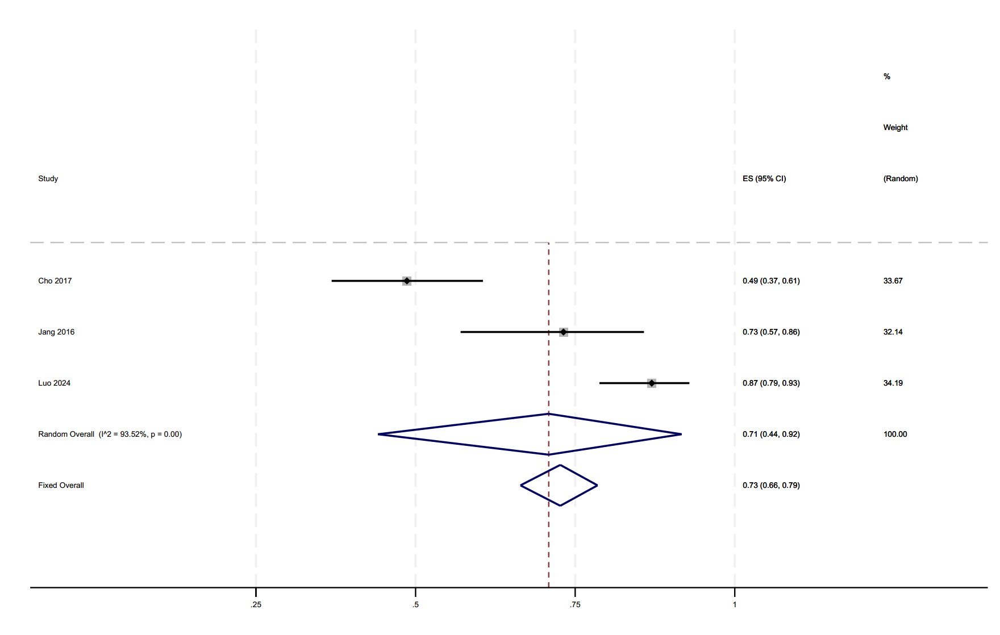 %
Weight
Study ES (95% CI) (Random)
Cho 2017 0.49 (0.37, 0.61) 33.67
Jang 2016 0.73 (0.57, 0.86) 32.14
Luo 2024 0.87 (0.79, 0.93) 34.19
Random Overall (I^2 = 93.52%, p = 0.00) 0.71 (0.44, 0.92) 100.00
Fixed Overall 0.73 (0.66, 0.79)
.25 .5 .75 1